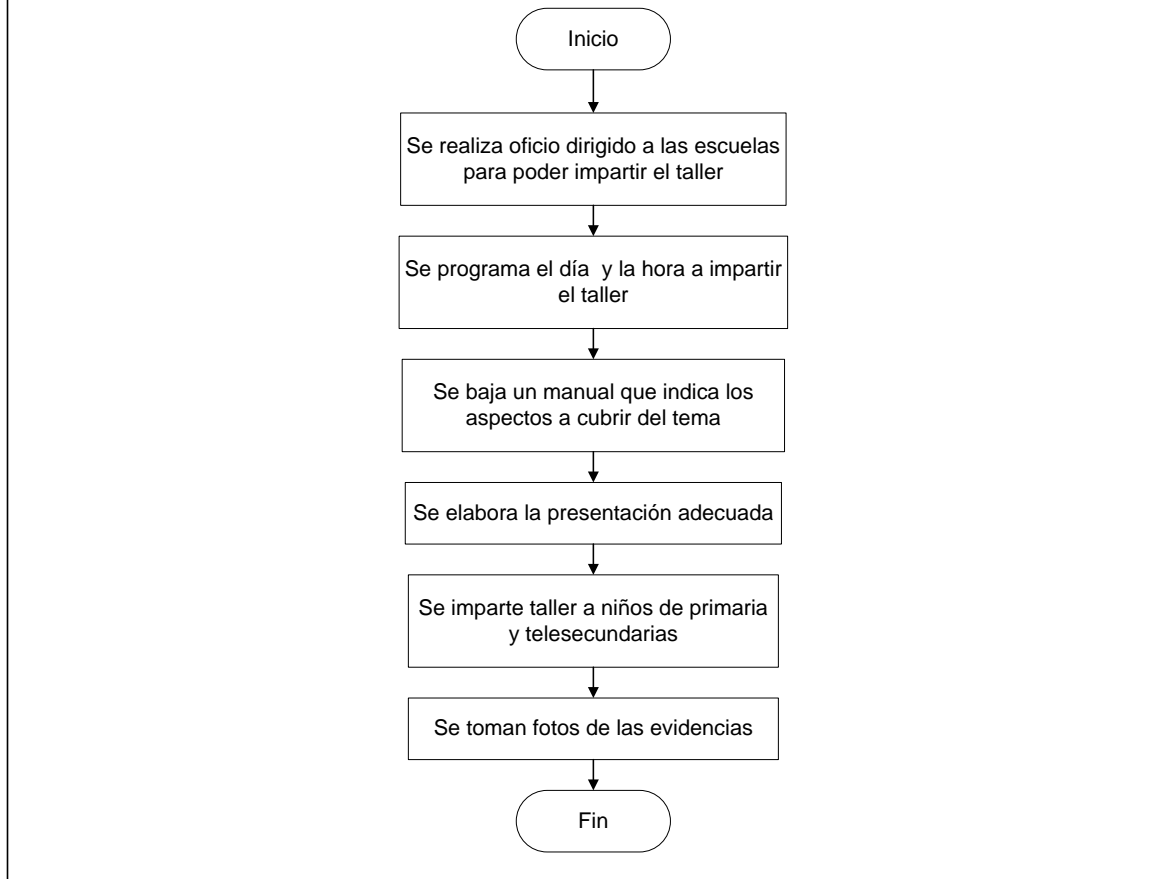 Inicio
Se realiza oficio dirigido a las escuelas
para poder impartir el taller
Se programa el día  y la hora a impartir
el taller
Se baja un manual que indica los
aspectos a cubrir del tema
Se elabora la presentación adecuada
Se imparte taller a niños de primaria
y telesecundarias
Se toman fotos de las evidencias
Fin